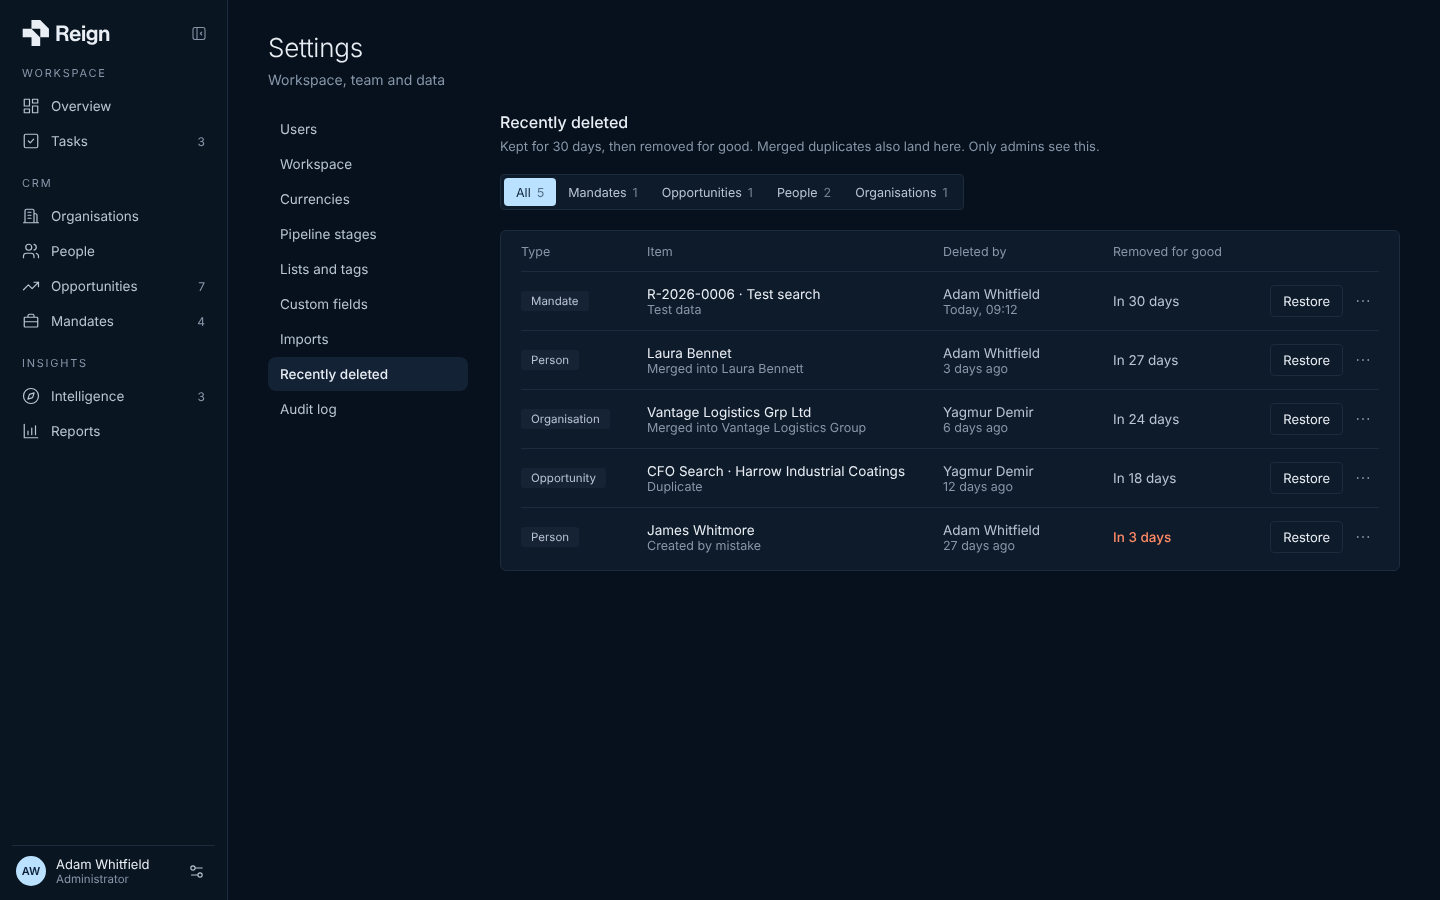 Reign
WORKSPACE
Overview
Tasks 3
CRM
Organisations
People
Opportunities 7
Mandates 4
INSIGHTS
Intelligence 3
Reports
AW
Adam Whitfield
Administrator
Settings
Workspace, team and data
Users
Workspace
Currencies
Pipeline stages
Lists and tags
Custom fields
Imports
Recently deleted
Audit log
Recently deleted
Kept for 30 days, then removed for good. Merged duplicates also land here. Only admins see this.
All 5 Mandates 1 Opportunities 1 People 2 Organisations 1
Type Item Deleted by Removed for good
Mandate R-2026-0006 · Test search Adam Whitfield In 30 days Restore ···
Test data Today, 09:12
Person Laura Bennet Adam Whitfield In 27 days Restore ···
Merged into Laura Bennett 3 days ago
Organisation Vantage Logistics Grp Ltd Yagmur Demir In 24 days Restore ···
Merged into Vantage Logistics Group 6 days ago
Opportunity CFO Search · Harrow Industrial Coatings Yagmur Demir In 18 days Restore ···
Duplicate 12 days ago
Person James Whitmore Adam Whitfield In 3 days Restore ···
Created by mistake 27 days ago